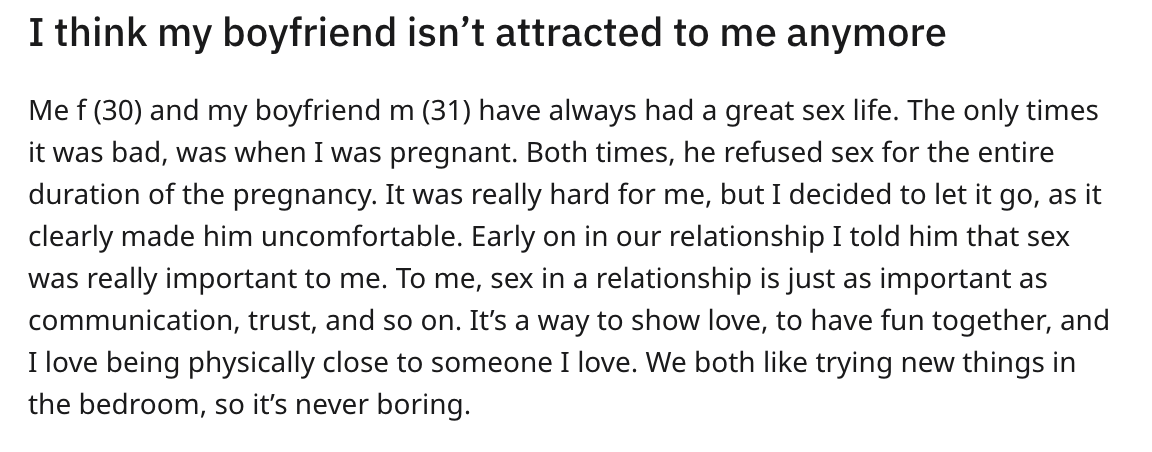 I think my boyfriend isn’t attracted to me anymore
Me f (30) and my boyfriend m (31) have always had a great sex life. The only times
it was bad, was when I was pregnant. Both times, he refused sex for the entire
duration of the pregnancy. It was really hard for me, but I decided to let it go, as it
clearly made him uncomfortable. Early on in our relationship I told him that sex
was really important to me. To me, sex in a relationship is just as important as
communication, trust, and so on. It’s a way to show love, to have fun together, and
I love being physically close to someone I love. We both like trying new things in
the bedroom, so it’s never boring.